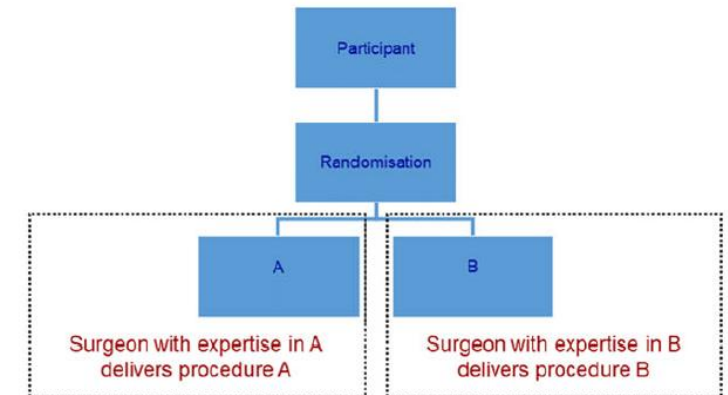 Participant
Randomisation
A
B
Surgeon with expertise in A
delivers procedure A
Surgeon with expertise in B
delivers procedure B